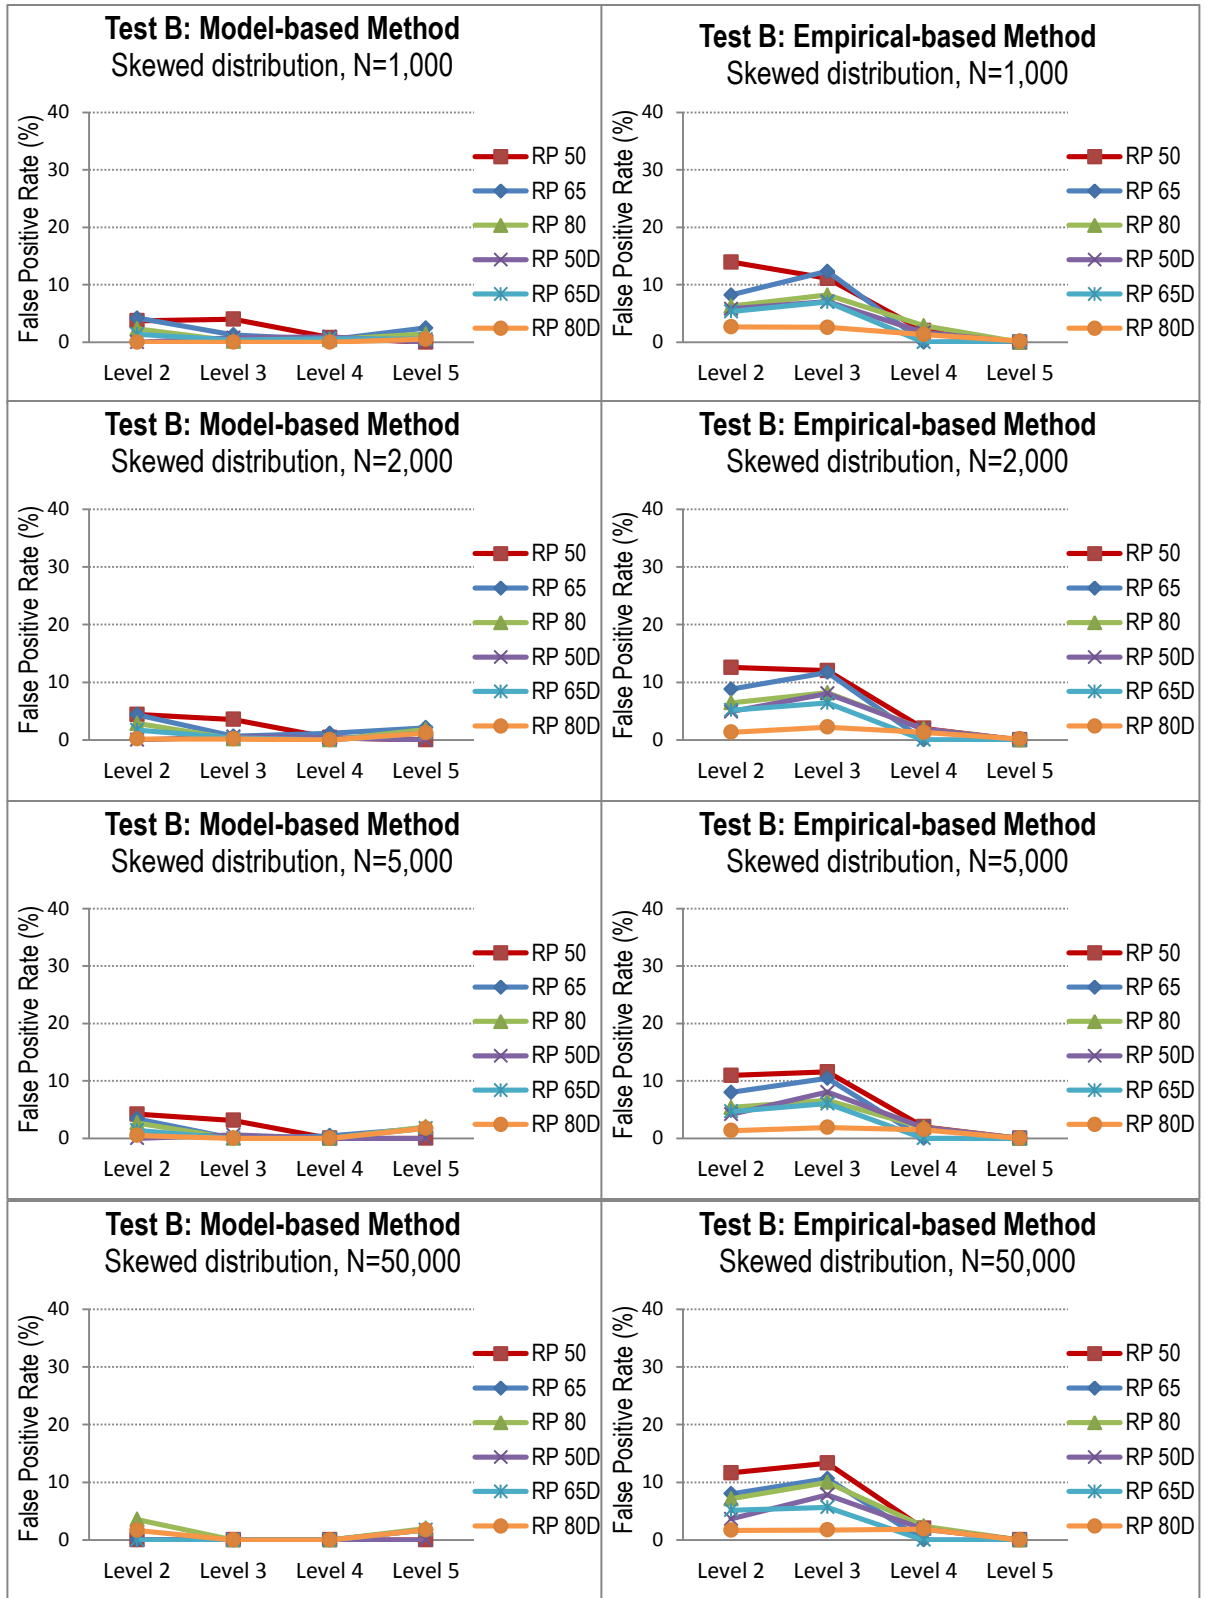 Test B: Model-based Method
Skewed distribution, N=1,000
False Positive Rate (%)
40
30
20
10
0
Level 2 Level 3 Level 4 Level 5
RP 50
RP 65
RP 80
RP 50D
RP 65D
RP 80D
Test B: Empirical-based Method
Skewed distribution, N=1,000
False Positive Rate (%)
40
30
20
10
0
Level 2 Level 3 Level 4 Level 5
RP 50
RP 65
RP 80
RP 50D
RP 65D
RP 80D
Test B: Model-based Method
Skewed distribution, N=2,000
False Positive Rate (%)
40
30
20
10
0
Level 2 Level 3 Level 4 Level 5
RP 50
RP 65
RP 80
RP 50D
RP 65D
RP 80D
Test B: Empirical-based Method
Skewed distribution, N=2,000
False Positive Rate (%)
40
30
20
10
0
Level 2 Level 3 Level 4 Level 5
RP 50
RP 65
RP 80
RP 50D
RP 65D
RP 80D
Test B: Model-based Method
Skewed distribution, N=5,000
False Positive Rate (%)
40
30
20
10
0
Level 2 Level 3 Level 4 Level 5
RP 50
RP 65
RP 80
RP 50D
RP 65D
RP 80D
Test B: Empirical-based Method
Skewed distribution, N=5,000
False Positive Rate (%)
40
30
20
10
0
Level 2 Level 3 Level 4 Level 5
RP 50
RP 65
RP 80
RP 50D
RP 65D
RP 80D
Test B: Model-based Method
Skewed distribution, N=50,000
False Positive Rate (%)
40
30
20
10
0
Level 2 Level 3 Level 4 Level 5
RP 50
RP 65
RP 80
RP 50D
RP 65D
RP 80D
Test B: Empirical-based Method
Skewed distribution, N=50,000
False Positive Rate (%)
40
30
20
10
0
Level 2 Level 3 Level 4 Level 5
RP 50
RP 65
RP 80
RP 50D
RP 65D
RP 80D